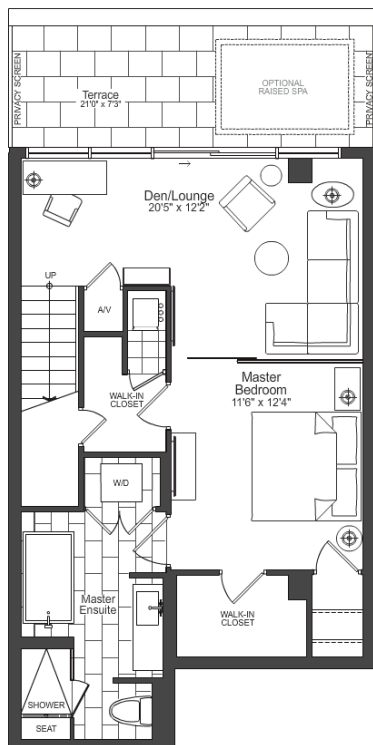 PRIVACY SCREEN
OPTIONAL
RAISED SPA
PRIVACY SCREEN
Terrace
21'0" x 7'3"
Den/Lounge
20'5" x 12'2"
UP
A/V
Master
Bedroom
11'6" x 12'4"
WALK-IN
CLOSET
W/D
Master
Ensuite
WALK-IN
CLOSET
SHOWER
SEAT